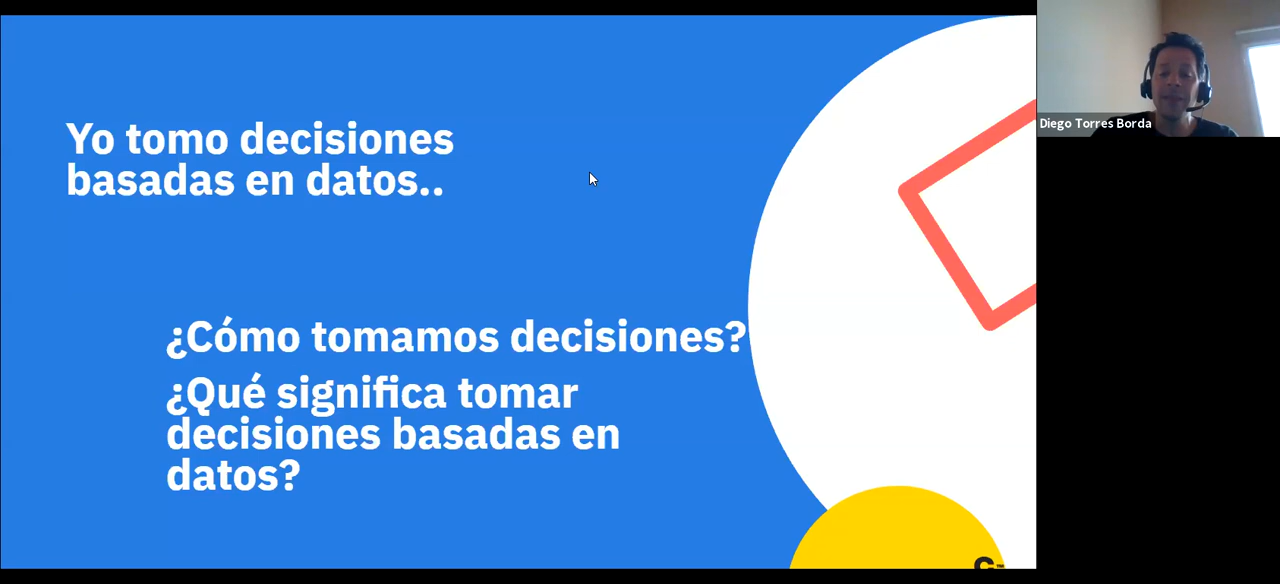 Yo tomo decisiones
basadas en datos..
¿Cómo tomamos decisiones?
¿Qué significa tomar
decisiones basadas en
datos?
Diego Torres Borda